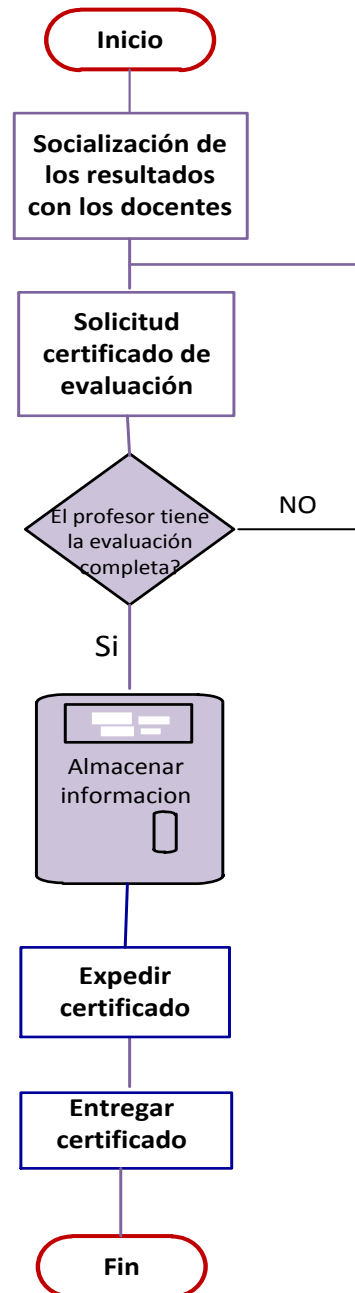 Inicio
Socialización de
los resultados
con los docentes
Solicitud
certificado de
evaluación
El profesor tiene
la evaluación
completa?
NO
Si
Almacenar
informacion
Expedir
certificado
Entregar
certificado
Fin